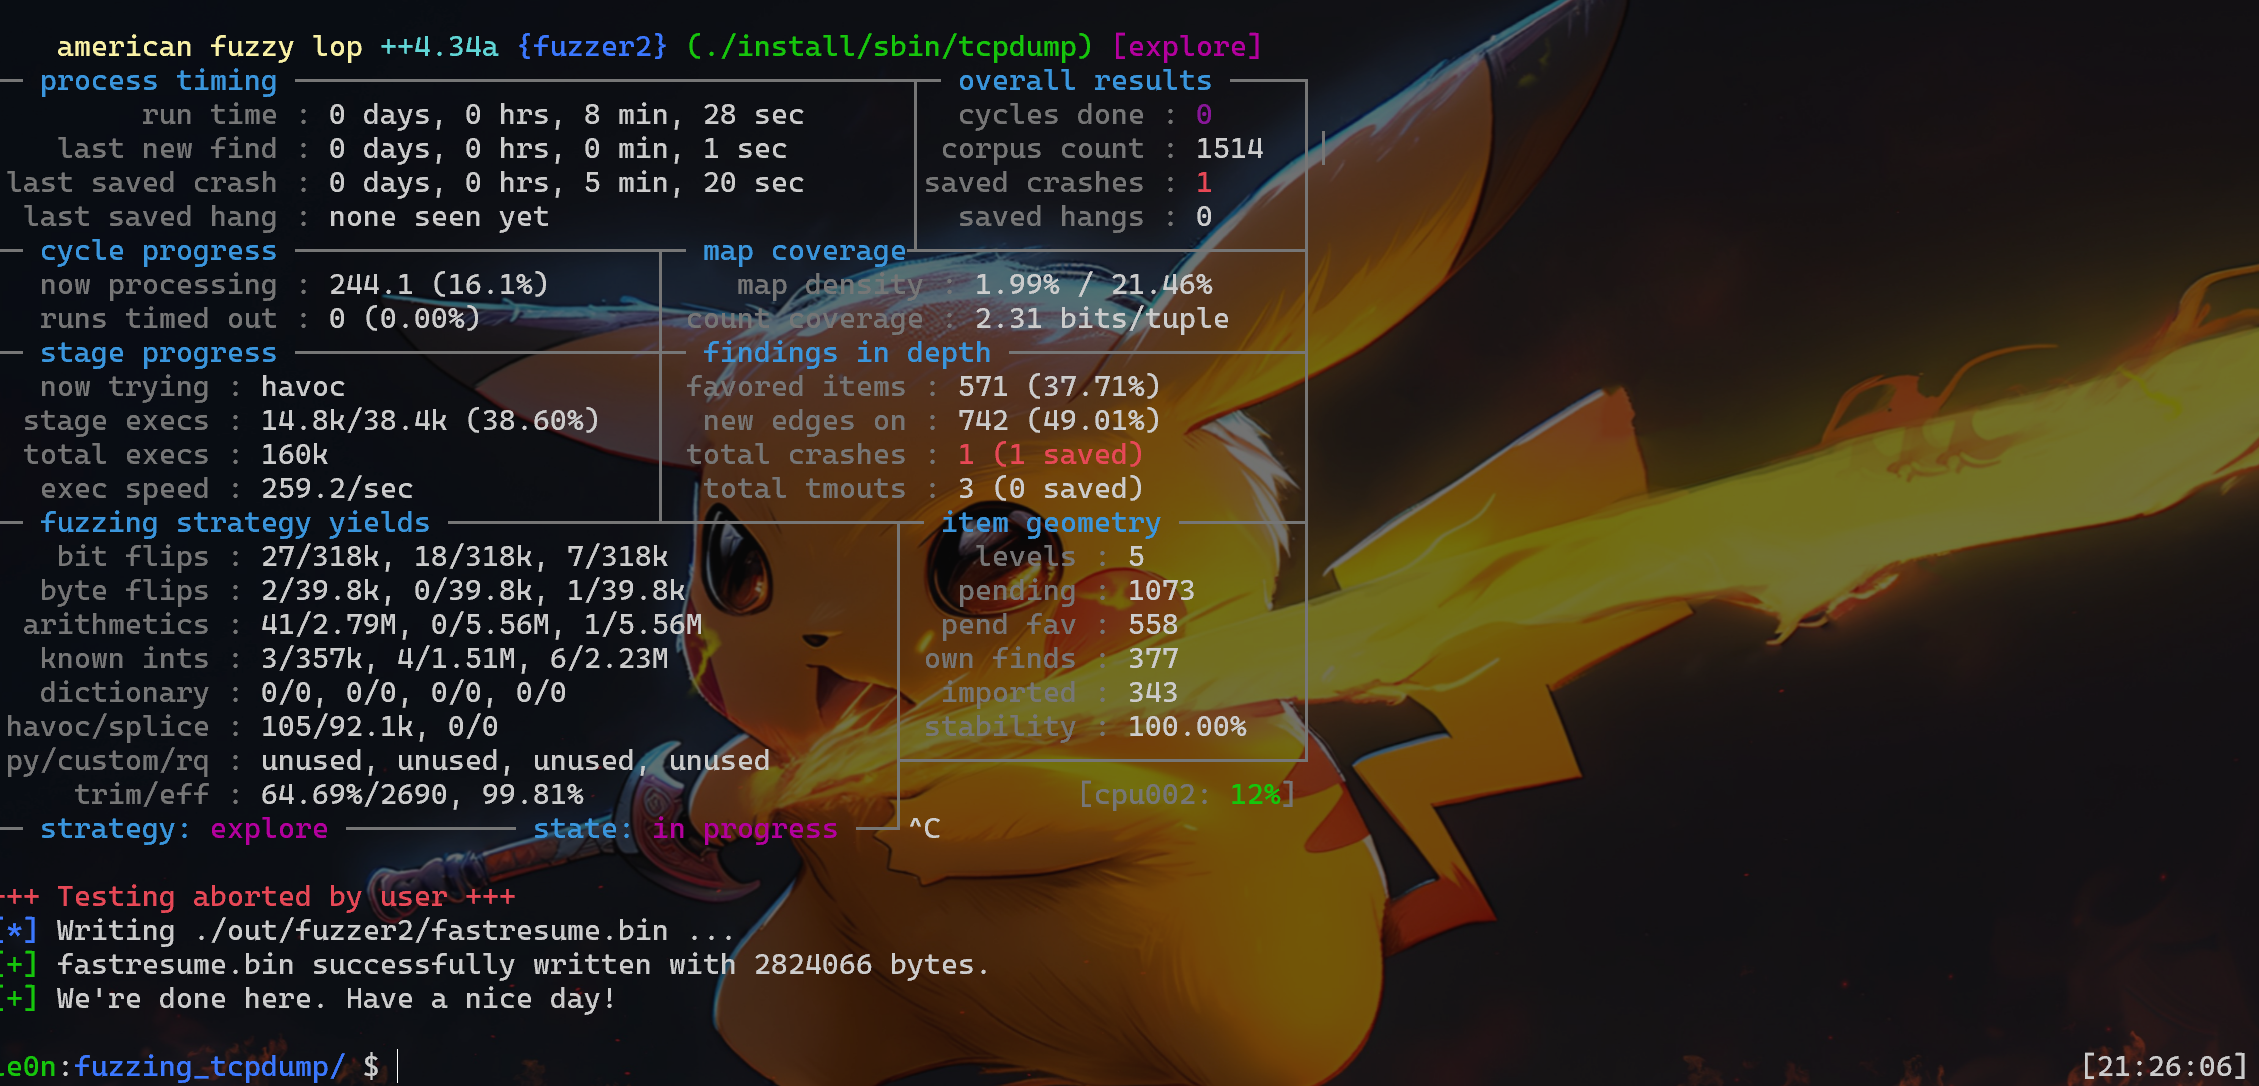 american fuzzy lop ++4.34a {fuzzer2} (./install/sbin/tcpdump) [explore]
process timing overall results
run time : 0 days, 0 hrs, 8 min, 28 sec cycles done : 0
last new find : 0 days, 0 hrs, 0 min, 1 sec corpus count : 1514
last saved crash : 0 days, 0 hrs, 5 min, 20 sec saved crashes : 1
last saved hang : none seen yet saved hangs : 0
cycle progress map coverage
now processing : 244.1 (16.1%) map density : 1.99% / 21.46%
runs timed out : 0 (0.00%) count coverage : 2.31 bits/tuple
stage progress findings in depth
now trying : havoc favored items : 571 (37.71%)
stage execs : 14.8k/38.4k (38.60%) new edges on : 742 (49.01%)
total execs : 160k total crashes : 1 (1 saved)
exec speed : 259.2/sec total tmouts : 3 (0 saved)
fuzzing strategy yields item geometry
bit flips : 27/318k, 18/318k, 7/318k levels : 5
byte flips : 2/39.8k, 0/39.8k, 1/39.8k pending : 1073
arithmetics : 41/2.79M, 0/5.56M, 1/5.56M pend fav : 558
known ints : 3/357k, 4/1.51M, 6/2.23M own finds : 377
dictionary : 0/0, 0/0, 0/0, 0/0 imported : 343
havoc/splice : 105/92.1k, 0/0 stability : 100.00%
py/custom/rq : unused, unused, unused, unused
trim/eff : 64.69%/2690, 99.81% [cpu002: 12%]
strategy: explore state: in progress ^C
+++ Testing aborted by user +++
[*] Writing ./out/fuzzer2/fastresume.bin ...
[+] fastresume.bin successfully written with 2824066 bytes.
[+] We're done here. Have a nice day!
le0n:fuzzing_tcpdump/ $ [21:26:06]